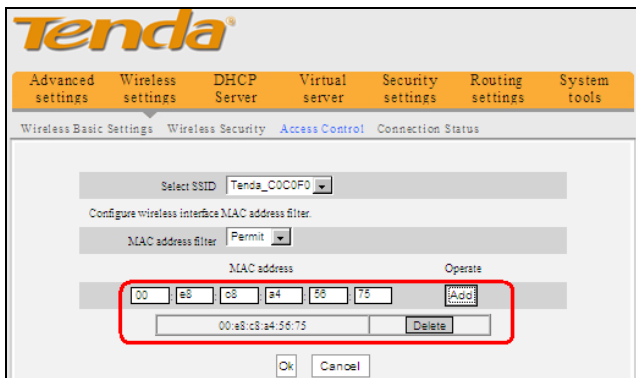 Tenda®
Advanced settings Wireless settings DHCP Server Virtual server Security settings Routing settings System tools
Wireless Basic Settings Wireless Security Access Control Connection Status
Select SSID Tenda_C0C0F0
Configure wireless interface MAC address filter.
MAC address filter Permit
MAC address Operate
00 : e8 : c8 : a4 : 56 : 75 Add
00:e8:c8:a4:56:75 Delete
Ok Cancel